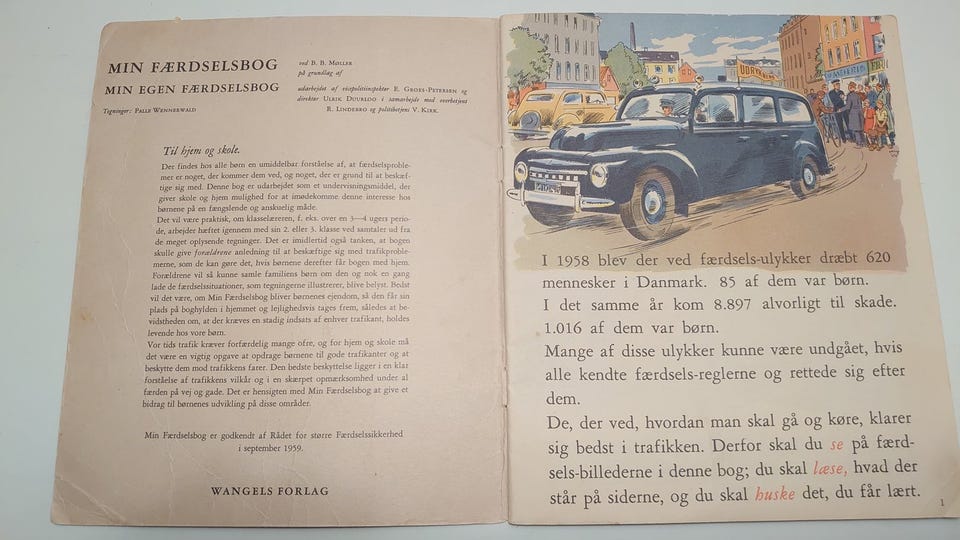 MIN FÆRDSELSBOG
MIN EGEN FÆRDSELSBOG
Tegninger: Palle Wennerwald
ved B. B. Møller
på grundlag af
udarbejdet af vicepolitiinspektør E. Groes-Petersen og
direktør Ulrik Duurloo i samarbejde med overbetjent
R. Lindebro og politibetjent V. Kirk.
Til hjem og skole.
Der findes hos alle børn en umiddelbar forståelse af, at færdselsproble-
mer er noget, der kommer dem ved, og noget, der er grund til at beskæf-
tige sig med. Denne bog er udarbejdet som et undervisningsmiddel, der
giver skole og hjem mulighed for at imødekomme denne interesse hos
børnene på en fængslende og anskuelig måde.
Det vil være praktisk, om klasselæreren, f. eks. over en 3—4 ugers perio-
de, arbejder hæftet igennem med sin 2. eller 3. klasse ved samtaler ud fra
de meget oplysende tegninger. Det er imidlertid også tanken, at bogen
skulle give forældrene anledning til at beskæftige sig med trafikproble-
merne, som de kan gøre det, hvis børnene derefter får bogen med hjem.
Forældrene vil så kunne samle familiens børn om den og nok en gang
lade de færdselssituationer, som tegningerne illustrerer, blive belyst. Bedst
vil det være, om Min Færdselsbog bliver børnenes ejendom, så den får sin
plads på boghylden i hjemmet og lejlighedsvis tages frem, således at be-
vidstheden om, at der kræves en stadig indsats af enhver trafikant, holdes
levende hos vore børn.
Vor tids trafik kræver forfærdelig mange ofre, og for hjem og skole må
det være en vigtig opgave at opdrage børnene til gode trafikanter og at
beskytte dem mod trafikkens farer. Den bedste beskyttelse ligger i en klar
forståelse af trafikkens vilkår og i en skærpet opmærksomhed under al
færden på vej og gade. Det er hensigten med Min Færdselsbog at give et
bidrag til børnenes udvikling på disse områder.
Min Færdselsbog er godkendt af Rådet for større Færdselssikkerhed
i september 1959.
WANGELS FORLAG
UDRYKNING
I 1958 blev der ved færdsels-ulykker dræbt 620
mennesker i Danmark. 85 af dem var børn.
I det samme år kom 8.897 alvorligt til skade.
1.016 af dem var børn.
Mange af disse ulykker kunne være undgået, hvis
alle kendte færdsels-reglerne og rettede sig efter
dem.
De, der ved, hvordan man skal gå og køre, klarer
sig bedst i trafikken. Derfor skal du se på færd-
sels-billederne i denne bog; du skal læse, hvad der
står på siderne, og du skal huske det, du får lært.
1